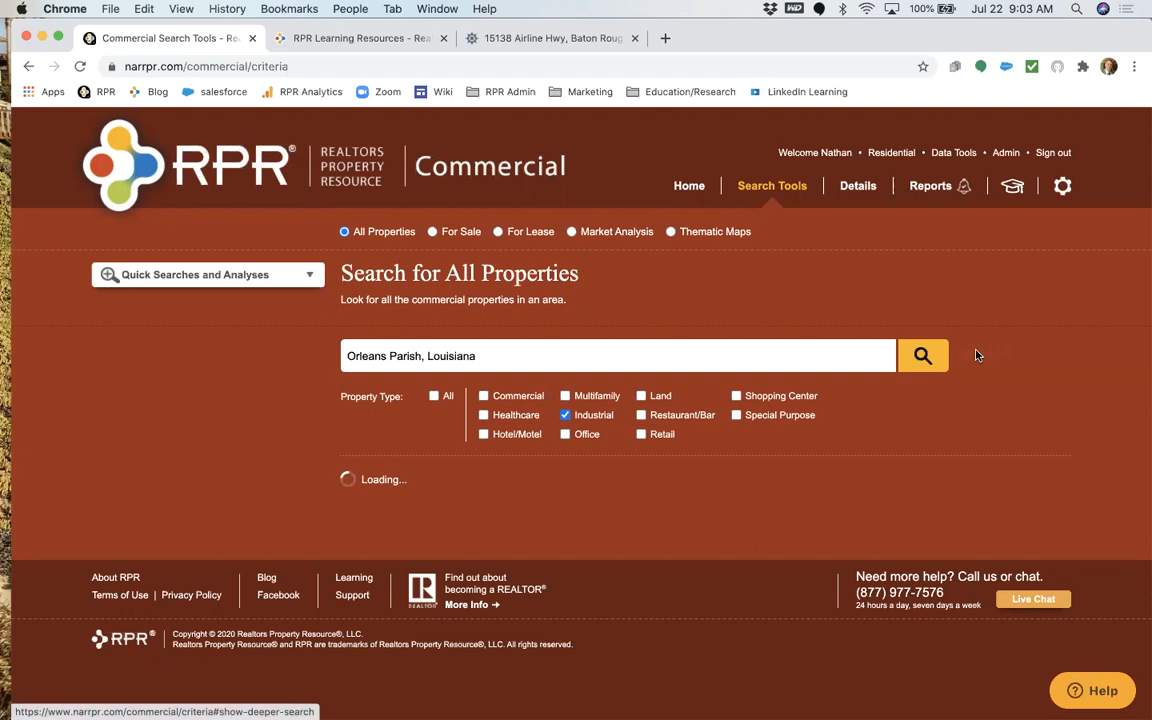 Chrome File Edit View History Bookmarks People Tab Window Help 100% Jul 22 9:03 AM
Commercial Search Tools - Re RPR Learning Resources - Rea 15138 Airline Hwy, Baton Roug
narrpr.com/commercial/criteria
Apps RPR Blog salesforce RPR Analytics Zoom Wiki RPR Admin Marketing Education/Research LinkedIn Learning
RPR® REALTORS PROPERTY RESOURCE Commercial
Welcome Nathan • Residential • Data Tools • Admin • Sign out
Home Search Tools Details Reports
All Properties For Sale For Lease Market Analysis Thematic Maps
Quick Searches and Analyses
Search for All Properties
Look for all the commercial properties in an area.
Orleans Parish, Louisiana
Property Type: All Commercial Multifamily Land Shopping Center
Healthcare Industrial Restaurant/Bar Special Purpose
Hotel/Motel Office Retail
Loading...
About RPR Blog Learning
Terms of Use | Privacy Policy Facebook Support
REALTOR®
Find out about
becoming a REALTOR®
More Info
Need more help? Call us or chat.
(877) 977-7576
24 hours a day, seven days a week
Live Chat
RPR®
Copyright © 2020 Realtors Property Resource®, LLC.
Realtors Property Resource® and RPR are trademarks of Realtors Property Resource®, LLC. All rights reserved.
Help
https://www.narrpr.com/commercial/criteria#show-deeper-search